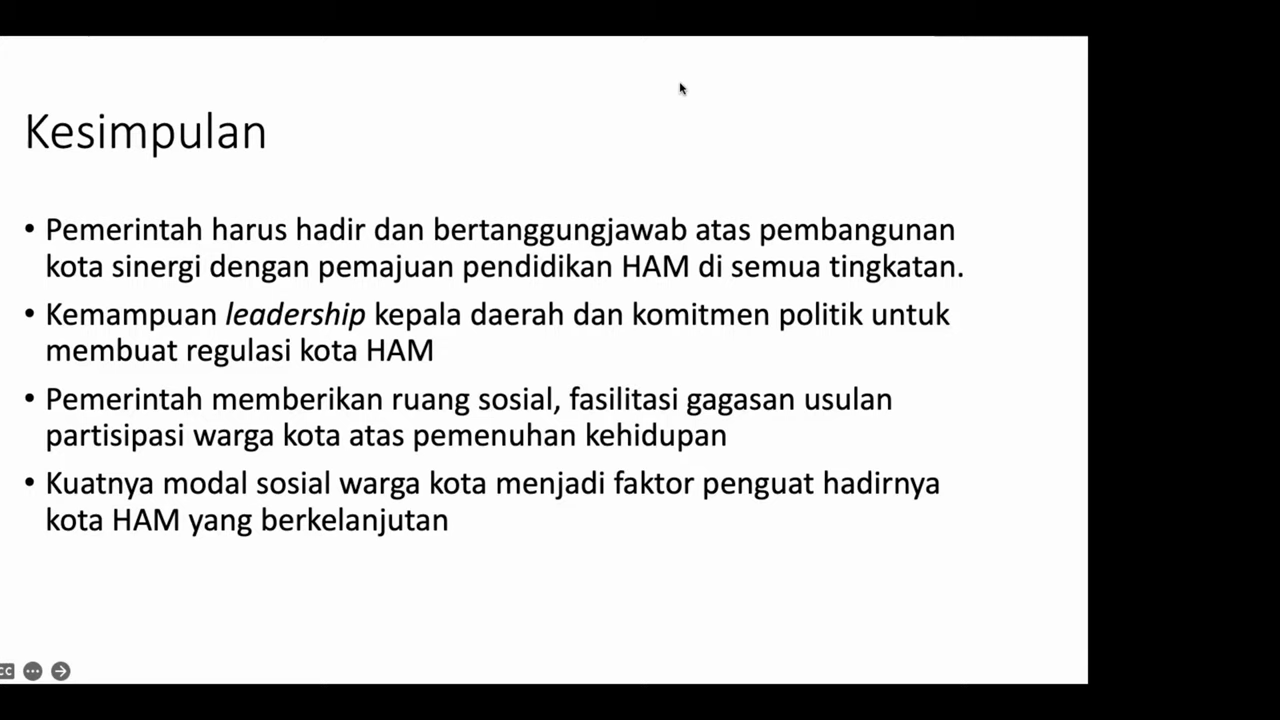 Kesimpulan
• Pemerintah harus hadir dan bertanggungjawab atas pembangunan
kota sinergi dengan pemajuan pendidikan HAM di semua tingkatan.
• Kemampuan leadership kepala daerah dan komitmen politik untuk
membuat regulasi kota HAM
• Pemerintah memberikan ruang sosial, fasilitasi gagasan usulan
partisipasi warga kota atas pemenuhan kehidupan
• Kuatnya modal sosial warga kota menjadi faktor penguat hadirnya
kota HAM yang berkelanjutan
CC